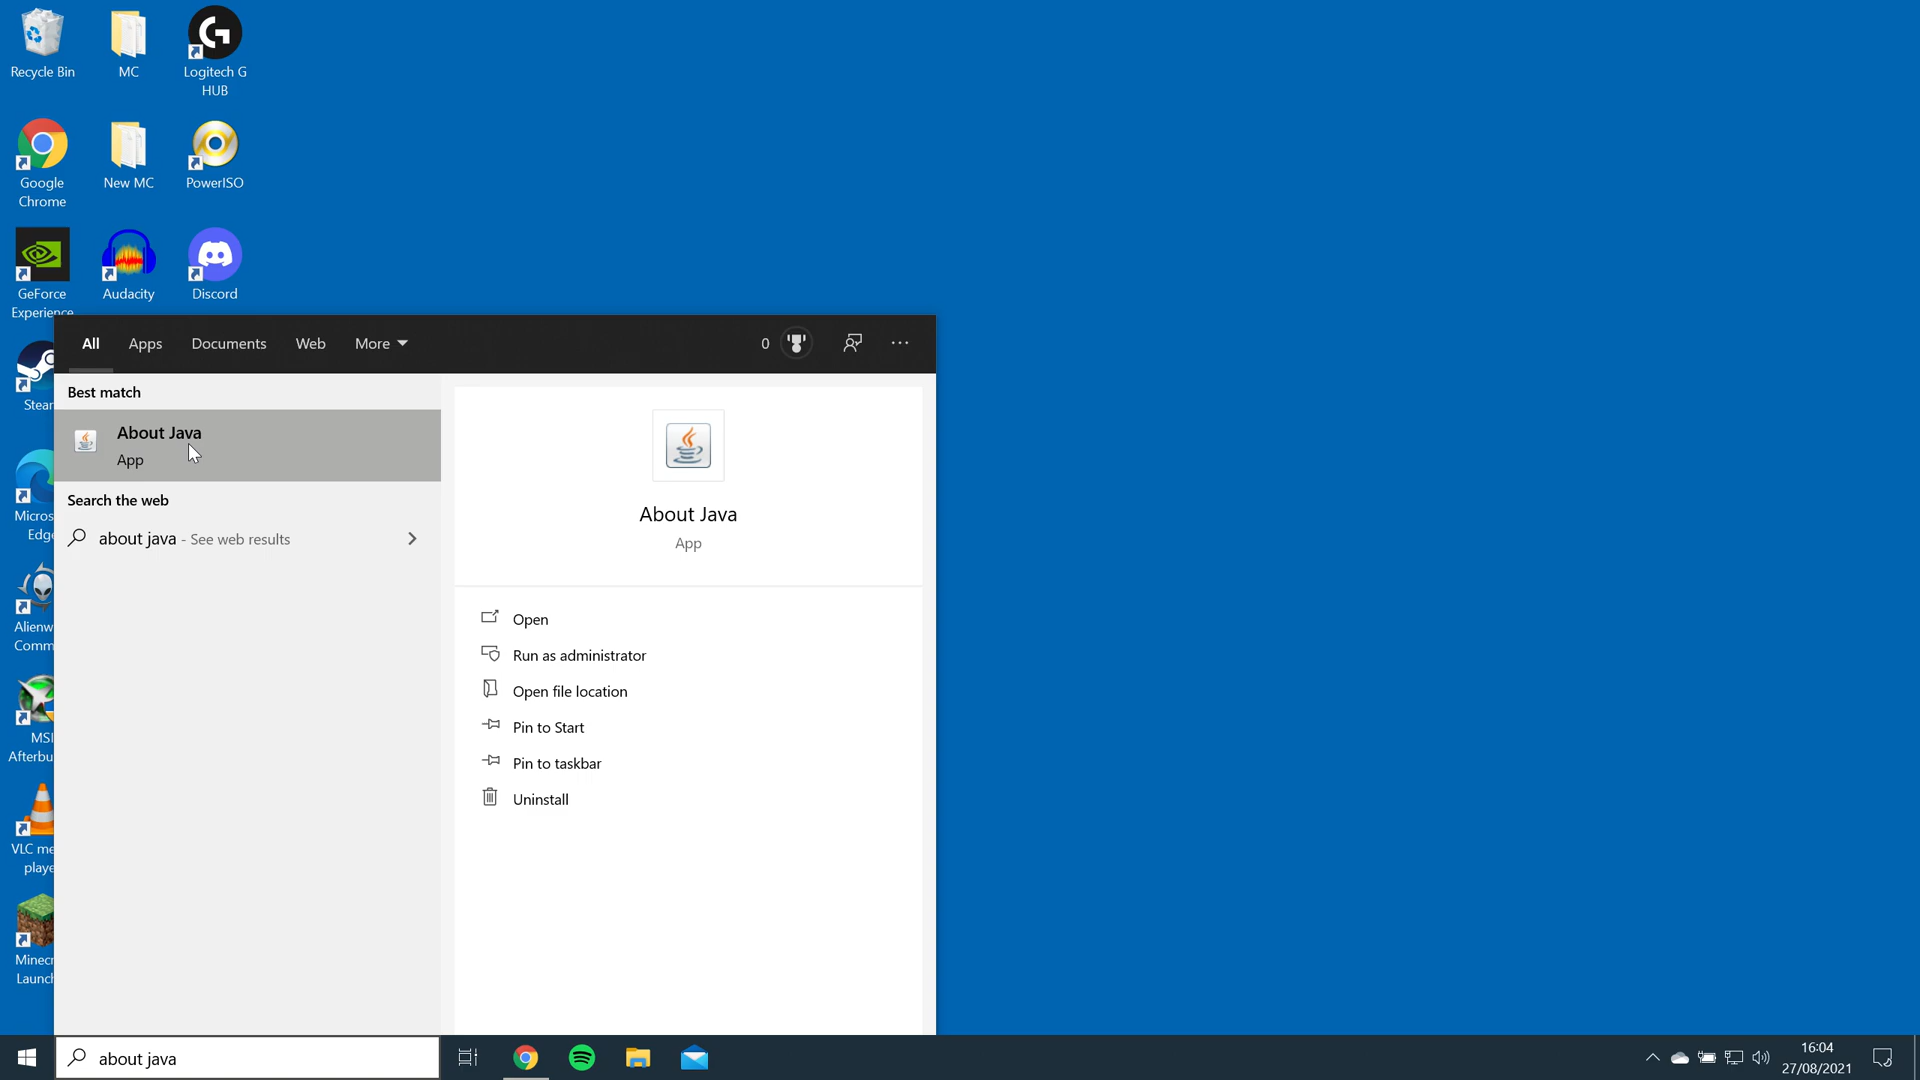 Recycle Bin
MC
Logitech G
HUB
Google
Chrome
New MC
PowerISO
GeForce
Experience
Audacity
Discord
All
Apps
Documents
Web
More
0
Best match
About Java
App
Search the web
about java - See web results
About Java
App
Open
Run as administrator
Open file location
Pin to Start
Pin to taskbar
Uninstall
Stear
Micros
Edge
Alienw
Comm
MSI
Afterbu
VLC me
playe
Minecr
Launch
about java
16:04
27/08/2021